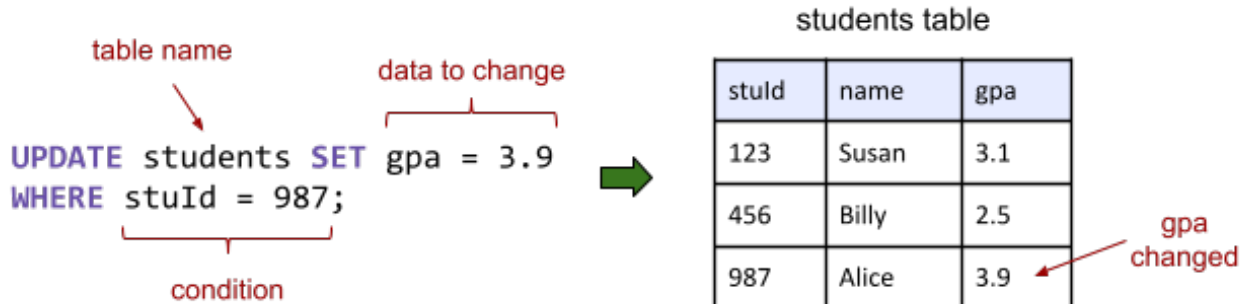 table name
data to change
UPDATE students SET gpa = 3.9
WHERE stuId = 987;
condition
students table
stuId name gpa
123 Susan 3.1
456 Billy 2.5
987 Alice 3.9
gpa
changed